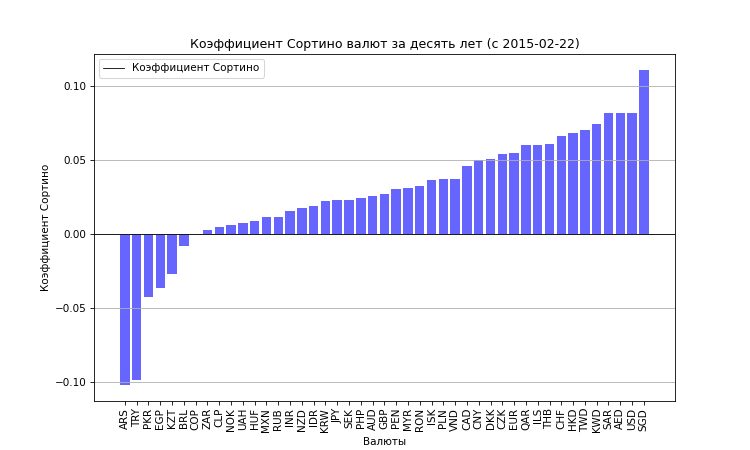 Коэффициент Сортино валют за десять лет (с 2015-02-22)
Коэффициент Сортино
Коэффициент Сортино
0.10
0.05
0.00
−0.05
−0.10
ARS
TRY
PKR
EGP
KZT
BRL
COP
ZAR
CLP
NOK
UAH
HUF
MXN
RUB
INR
NZD
IDR
KRW
JPY
SEK
PHP
AUD
GBP
PEN
MYR
RON
ISK
PLN
VND
CAD
CNY
DKK
CZK
EUR
QAR
ILS
THB
CHF
HKD
TWD
KWD
SAR
AED
USD
SGD
Валюты